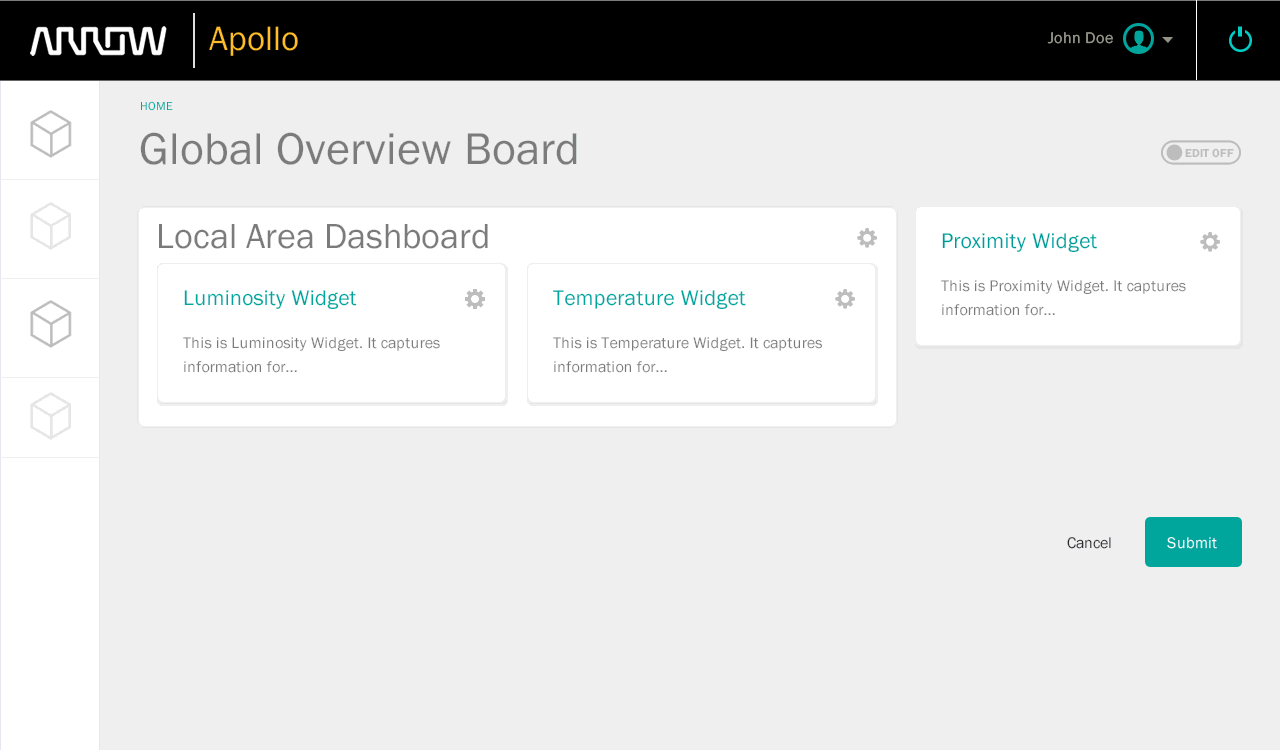 ARROW
Apollo
John Doe
HOME
Global Overview Board
EDIT OFF
Local Area Dashboard
Luminosity Widget
This is Luminosity Widget. It captures
information for...
Temperature Widget
This is Temperature Widget. It captures
information for...
Proximity Widget
This is Proximity Widget. It captures
information for...
Cancel
Submit